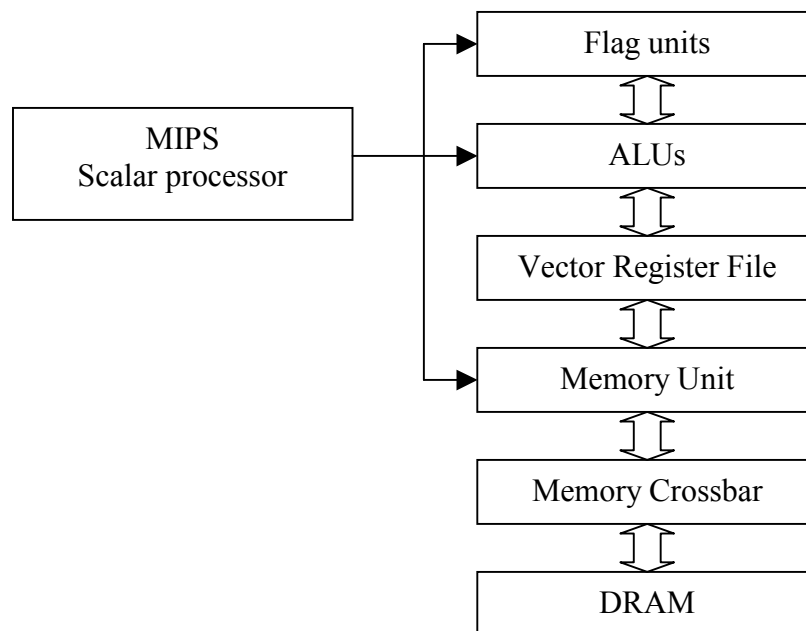 Flag units
MIPS
Scalar processor
ALUs
Vector Register File
Memory Unit
Memory Crossbar
DRAM